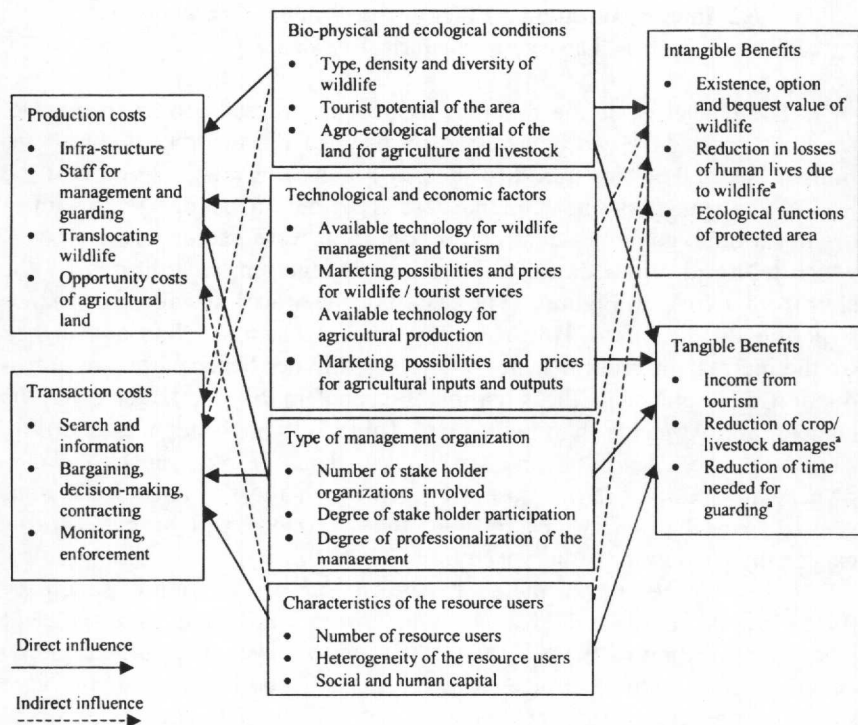 Production costs
• Infra-structure
• Staff for
management and
guarding
• Translocating
wildlife
• Opportunity costs
of agricultural
land
Transaction costs
• Search and
information
• Bargaining,
decision-making,
contracting
• Monitoring,
enforcement
Direct influence
Indirect influence
Bio-physical and ecological conditions
• Type, density and diversity of
wildlife
• Tourist potential of the area
• Agro-ecological potential of the
land for agriculture and livestock
Technological and economic factors
• Available technology for wildlife
management and tourism
• Marketing possibilities and prices
for wildlife / tourist services
• Available technology for
agricultural production
• Marketing possibilities and prices
for agricultural inputs and outputs
Type of management organization
• Number of stake holder
organizations involved
• Degree of stake holder participation
• Degree of professionalization of the
management
Characteristics of the resource users
• Number of resource users
• Heterogeneity of the resource users
• Social and human capital
Intangible Benefits
• Existence, option
and bequest value of
wildlife
• Reduction in losses
of human lives due
to wildlifeᵃ
• Ecological functions
of protected area
Tangible Benefits
• Income from
tourism
• Reduction of crop/
livestock damagesᵃ
• Reduction of time
needed for
guardingᵃ